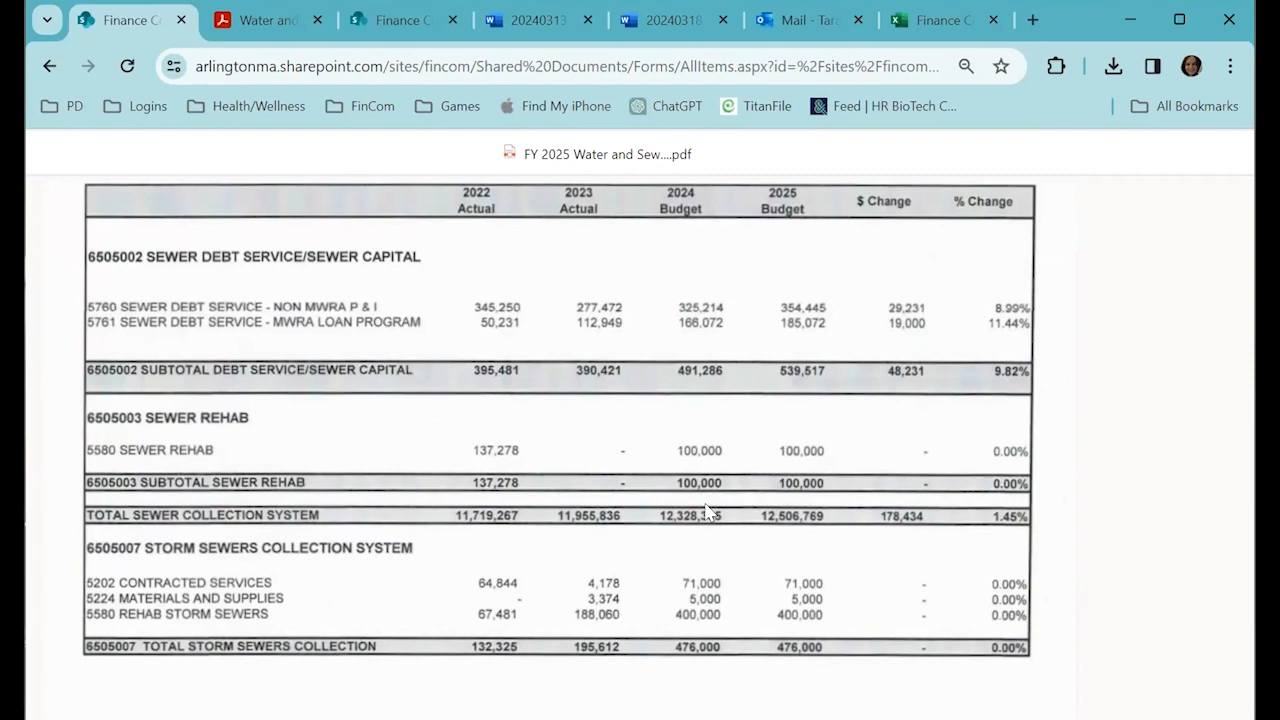 Finance Co
Water and
Finance C
20240313
20240318
Mail - Tar
Finance C
arlingtonma.sharepoint.com/sites/fincom/Shared%20Documents/Forms/AllItems.aspx?id=%2Fsites%2Ffincom...
PD Logins Health/Wellness FinCom Games Find My iPhone ChatGPT TitanFile Feed | HR BioTech C... All Bookmarks
FY 2025 Water and Sew....pdf
2022 2023 2024 2025 $ Change % Change
Actual Actual Budget Budget
6505002 SEWER DEBT SERVICE/SEWER CAPITAL
5760 SEWER DEBT SERVICE - NON MWRA P & I 345,250 277,472 325,214 354,445 29,231 8.99%
5761 SEWER DEBT SERVICE - MWRA LOAN PROGRAM 50,231 112,949 166,072 185,072 19,000 11.44%
6505002 SUBTOTAL DEBT SERVICE/SEWER CAPITAL 395,481 390,421 491,286 539,517 48,231 9.82%
6505003 SEWER REHAB
5580 SEWER REHAB 137,278 - 100,000 100,000 - 0.00%
6505003 SUBTOTAL SEWER REHAB 137,278 - 100,000 100,000 - 0.00%
TOTAL SEWER COLLECTION SYSTEM 11,719,267 11,955,836 12,506,769 178,434 1.45%
6505007 STORM SEWERS COLLECTION SYSTEM
5202 CONTRACTED SERVICES 64,844 4,178 71,000 71,000 - 0.00%
5224 MATERIALS AND SUPPLIES - 3,374 5,000 5,000 - 0.00%
5580 REHAB STORM SEWERS 67,481 188,060 400,000 400,000 - 0.00%
6505007 TOTAL STORM SEWERS COLLECTION 132,325 195,612 476,000 476,000 - 0.00%